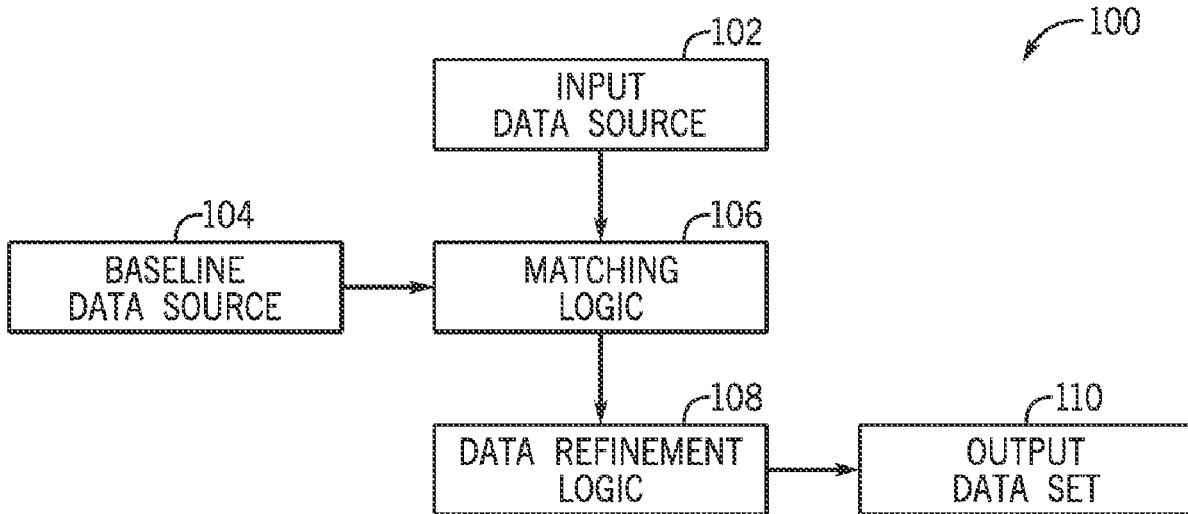 100
102
INPUT
DATA SOURCE
104
BASELINE
DATA SOURCE
106
MATCHING
LOGIC
108
DATA REFINEMENT
LOGIC
110
OUTPUT
DATA SET